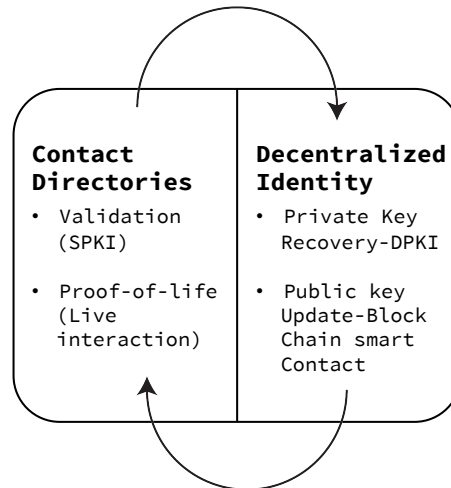 Contact
Directories
• Validation
(SPKI)
• Proof-of-life
(Live
interaction)
Decentralized
Identity
• Private Key
Recovery-DPKI
• Public key
Update-Block
Chain smart
Contact